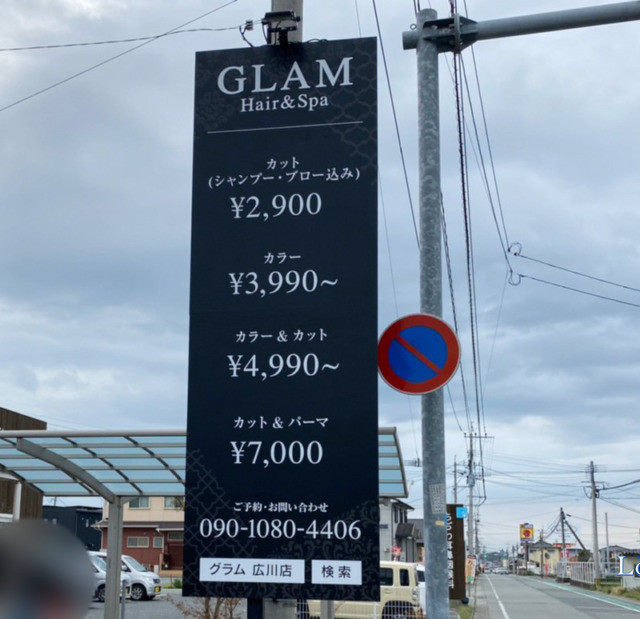 GLAM
Hair&Spa
カット
(シャンプー・ブロー込み)
¥2,900
カラー
¥3,990~
カラー & カット
¥4,990~
カット & パーマ
¥7,000
ご予約・お問い合わせ
090-1080-4406
グラム 広川店 検索
Lo